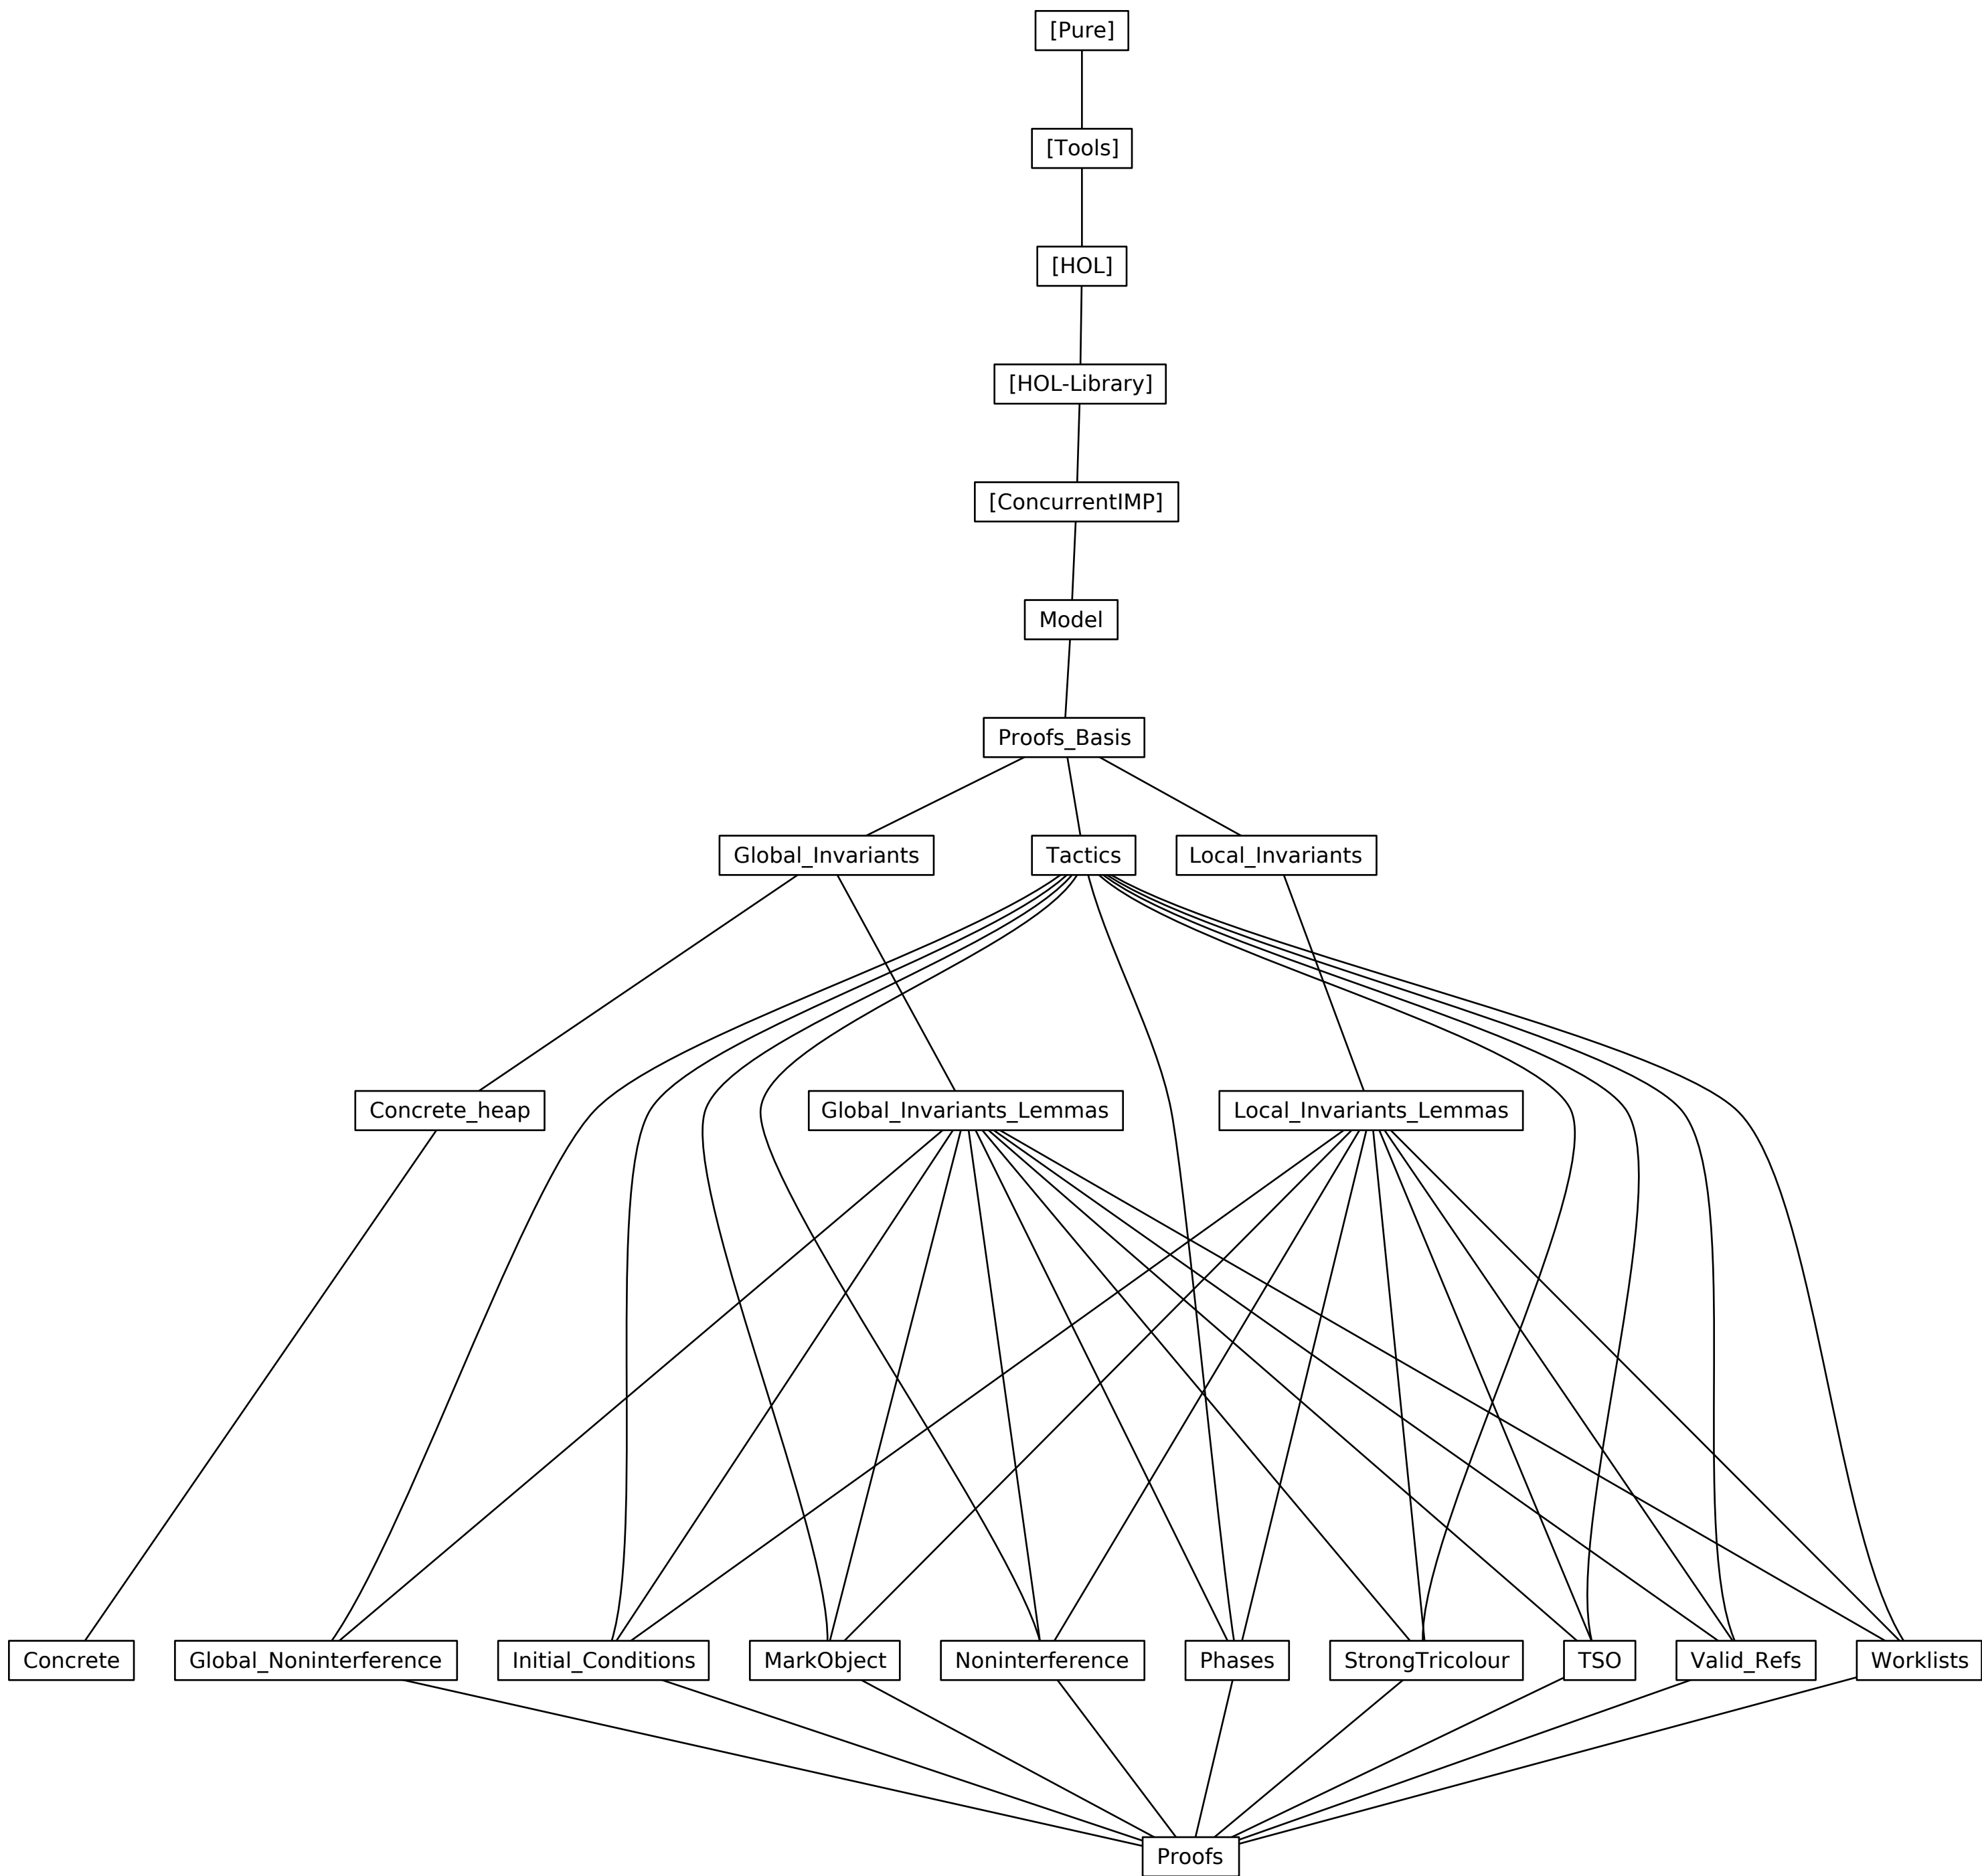 [Pure]
[Tools]
[HOL]
[HOL-Library]
[ConcurrentIMP]
Model
Proofs_Basis
Global_Invariants
Tactics
Local_Invariants
Concrete_heap
Global_Invariants_Lemmas
Local_Invariants_Lemmas
Concrete
Global_Noninterference
Initial_Conditions
MarkObject
Noninterference
Phases
StrongTricolour
TSO
Valid_Refs
Worklists
Proofs